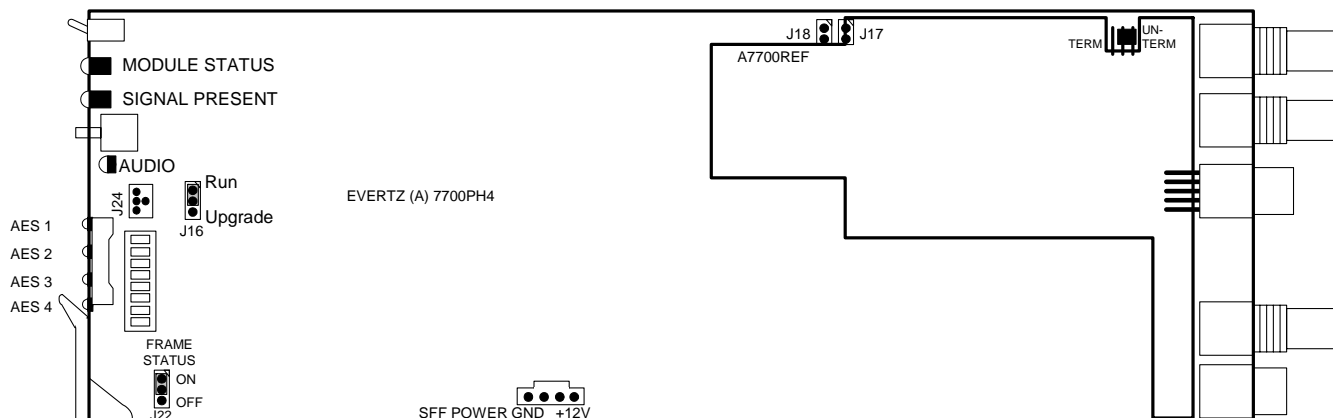 J18
J17
A7700REF
TERM
UN-
TERM
MODULE STATUS
SIGNAL PRESENT
AUDIO
J24
Run
Upgrade
J16
EVERTZ (A) 7700PH4
AES 1
AES 2
AES 3
AES 4
FRAME
STATUS
ON
OFF
J22
SFF POWER GND +12V